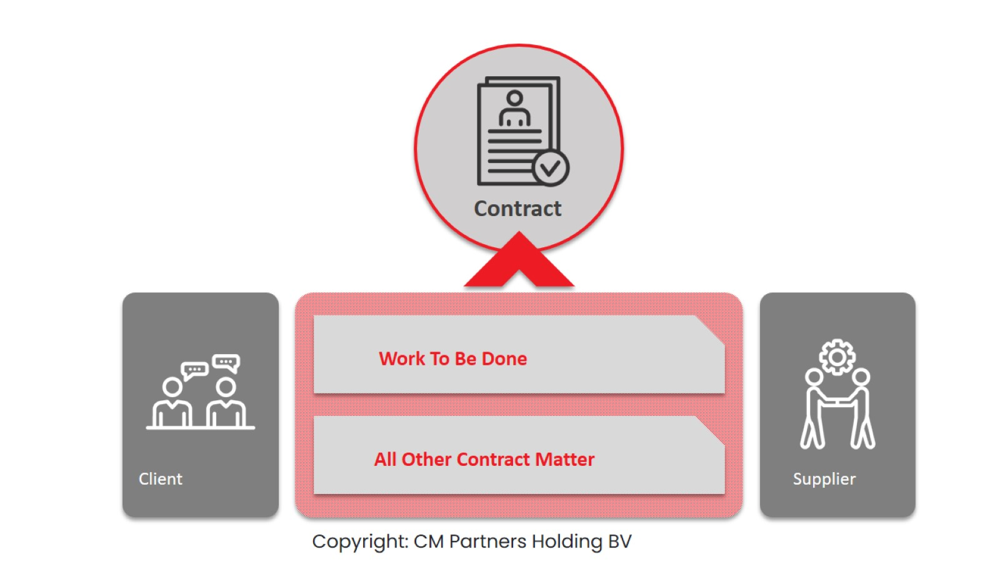 Contract
Work To Be Done
All Other Contract Matter
Client
Supplier
Copyright: CM Partners Holding BV